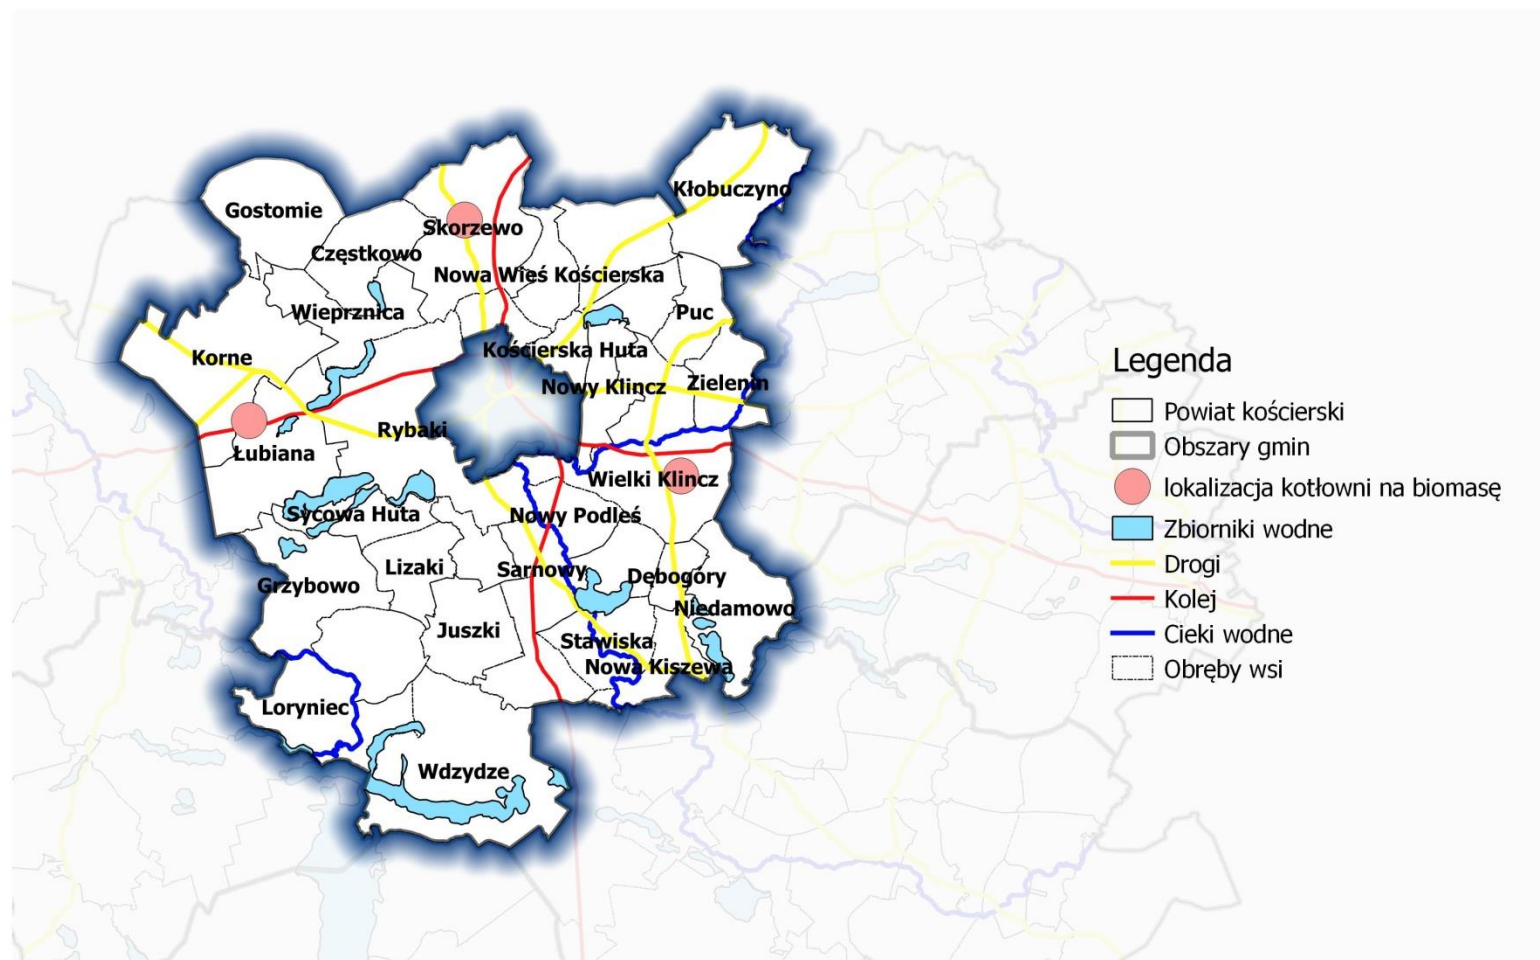 Kłobuczyno
Gostomie
Skorzewo
Częstkowo
Nowa Wieś Kościerska
Wieprznica
Puc
Kościerska Huta
Korne
Nowy Klincz
Zielenin
Rybaki
Łubiana
Wielki Klincz
Sycowa Huta
Nowy Podleś
Lizaki
Sarnowy
Dębogóry
Grzybowo
Niedamowo
Juszki
Stawiska
Nowa Kiszewa
Loryniec
Wdzydze
Legenda
Powiat kościerski
Obszary gmin
lokalizacja kotłowni na biomasę
Zbiorniki wodne
Drogi
Kolej
Cieki wodne
Obręby wsi